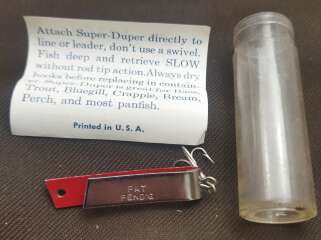 Attach Super-Duper directly to
line or leader, don't use a swivel.
Fish deep and retrieve SLOW
without rod tip action. Always dry
hooks before replacing in contain-
er. Super-Duper is great for Bass,
Trout, Bluegill, Crapple, Bream,
Perch, and most panfish.
Printed in U. S. A.
PAT
PEND'G